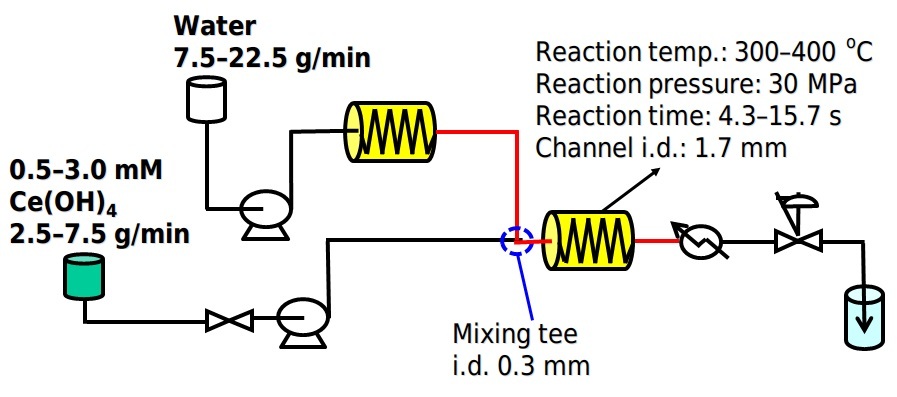 Water
7.5–22.5 g/min
Reaction temp.: 300–400 °C
Reaction pressure: 30 MPa
Reaction time: 4.3–15.7 s
Channel i.d.: 1.7 mm
0.5–3.0 mM
Ce(OH)₄
2.5–7.5 g/min
Mixing tee
i.d. 0.3 mm